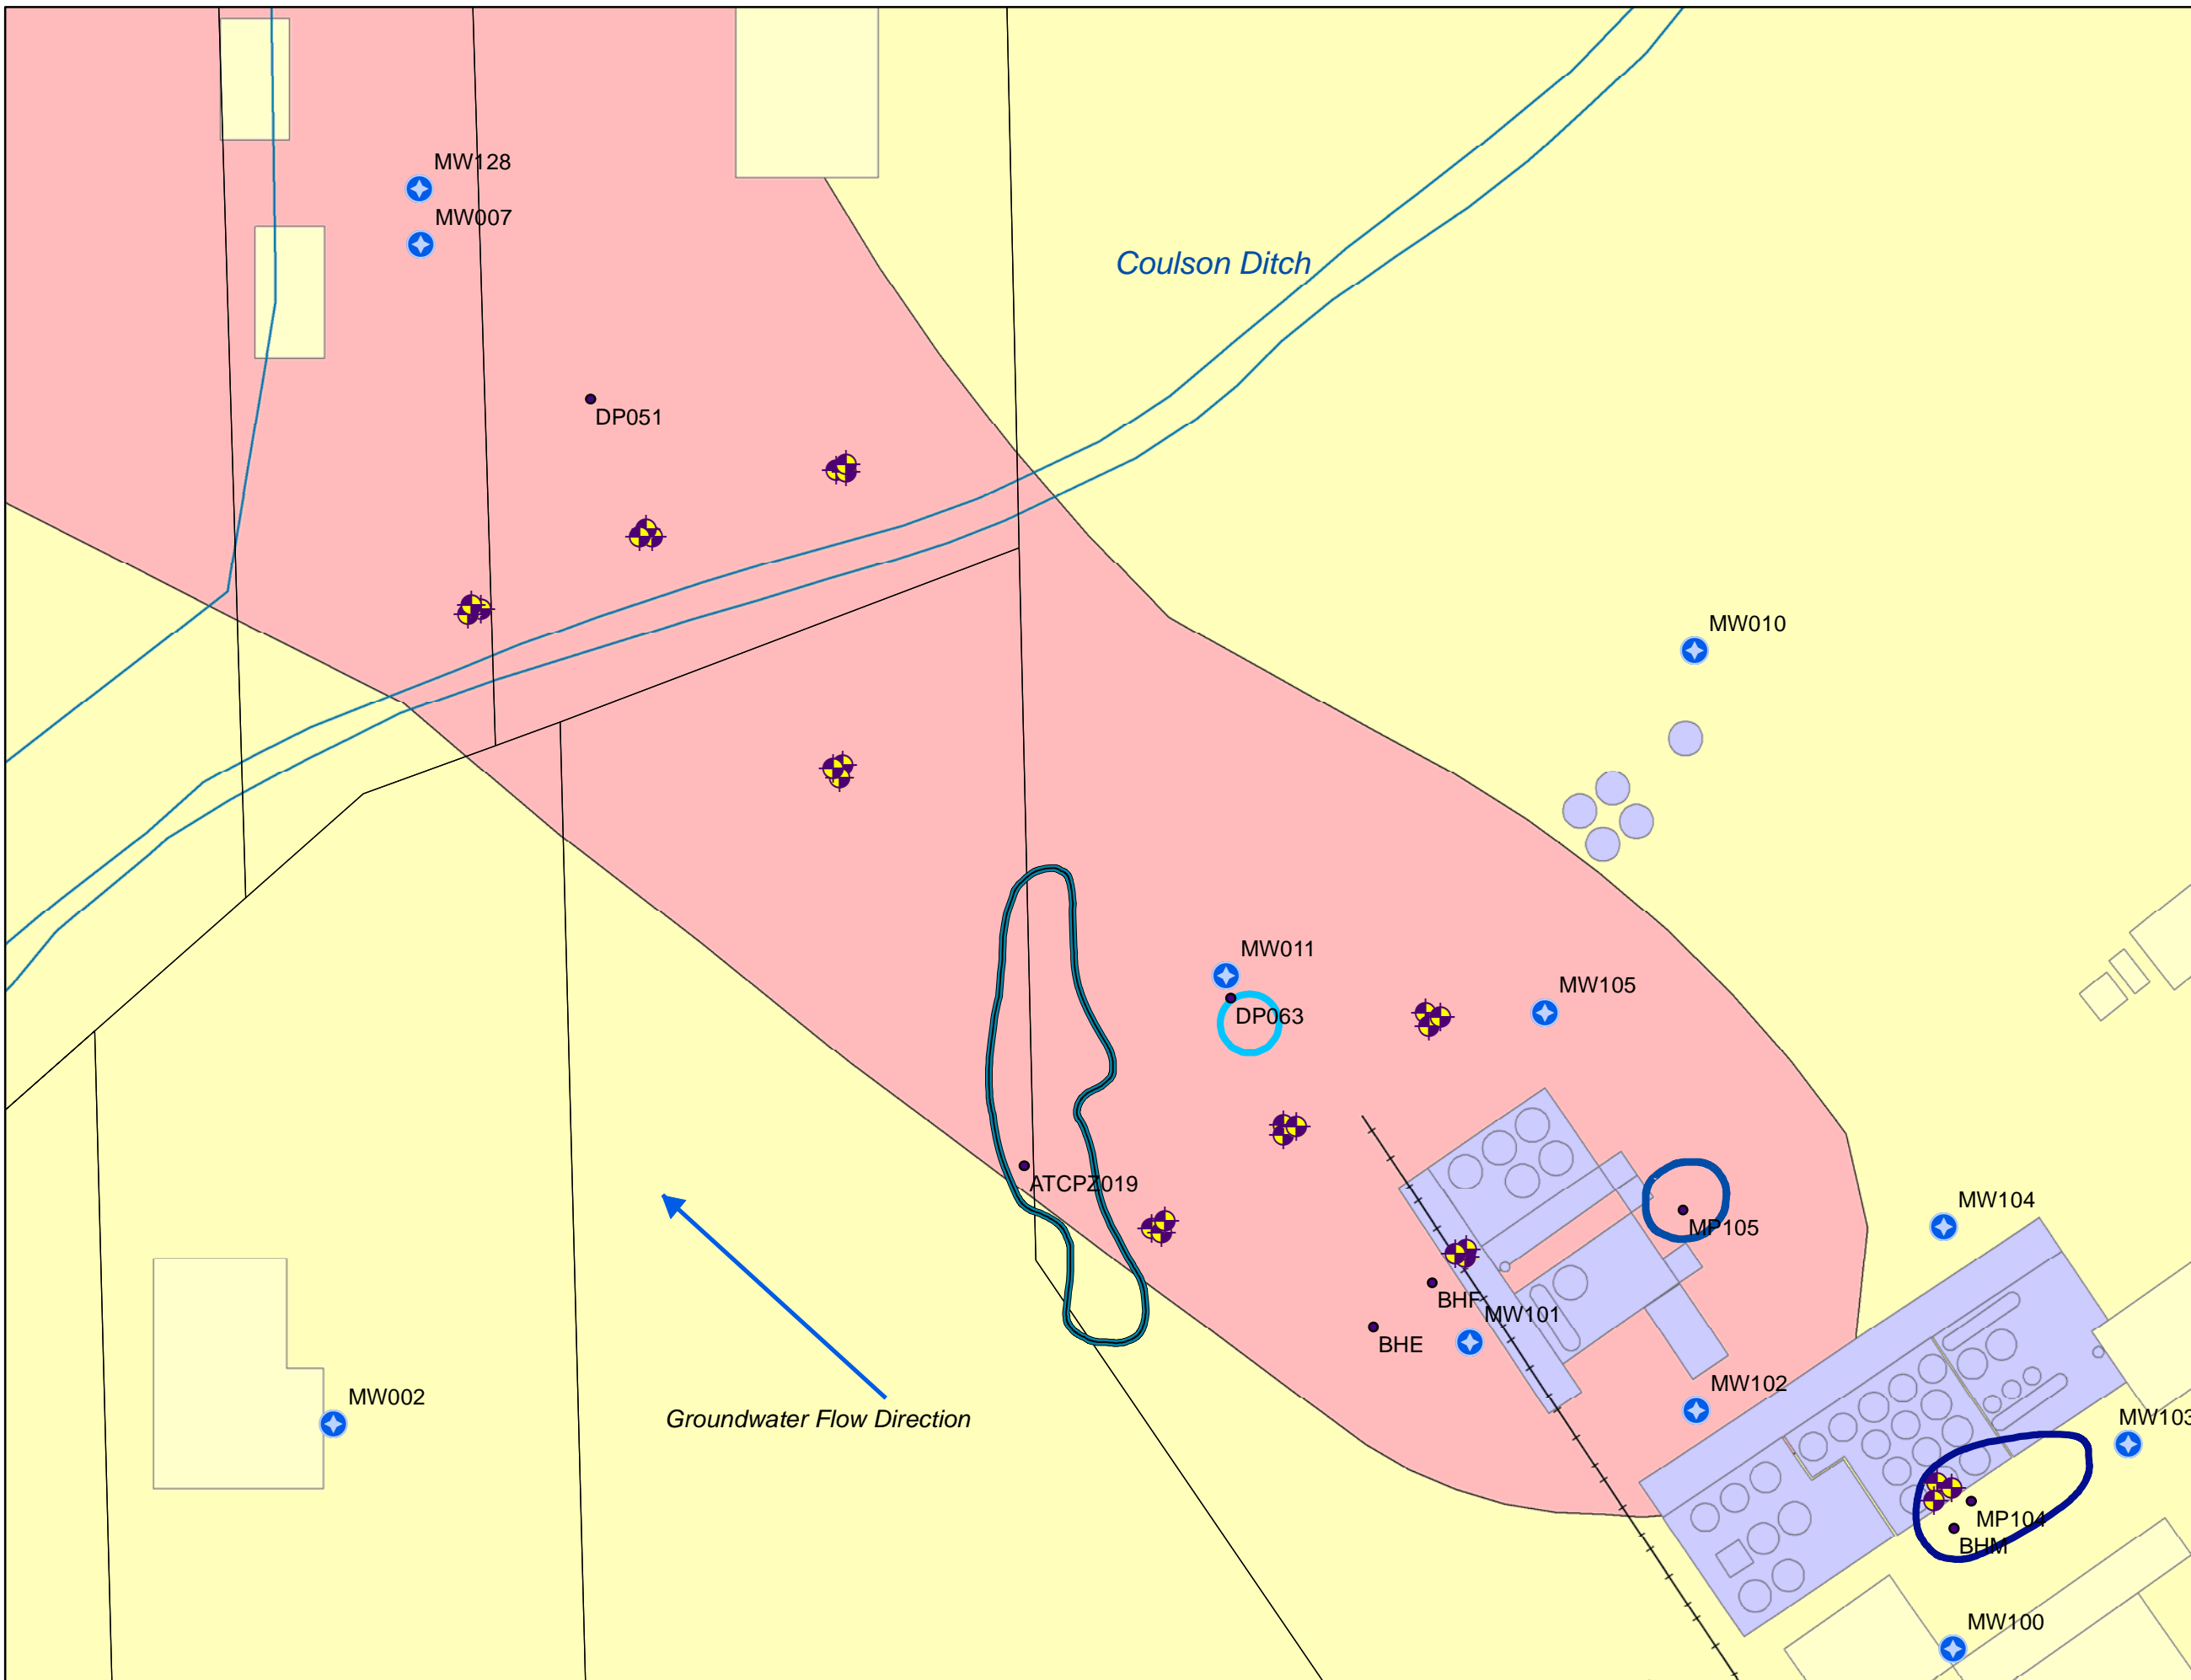 MW128
MW007
Coulson Ditch
DP051
MW010
MW011
MW105
DP063
ATCPZ019
MW104
MP105
BHF
MW101
BHE
MW102
MW002
Groundwater Flow Direction
MW103
MP104
BHM
MW100